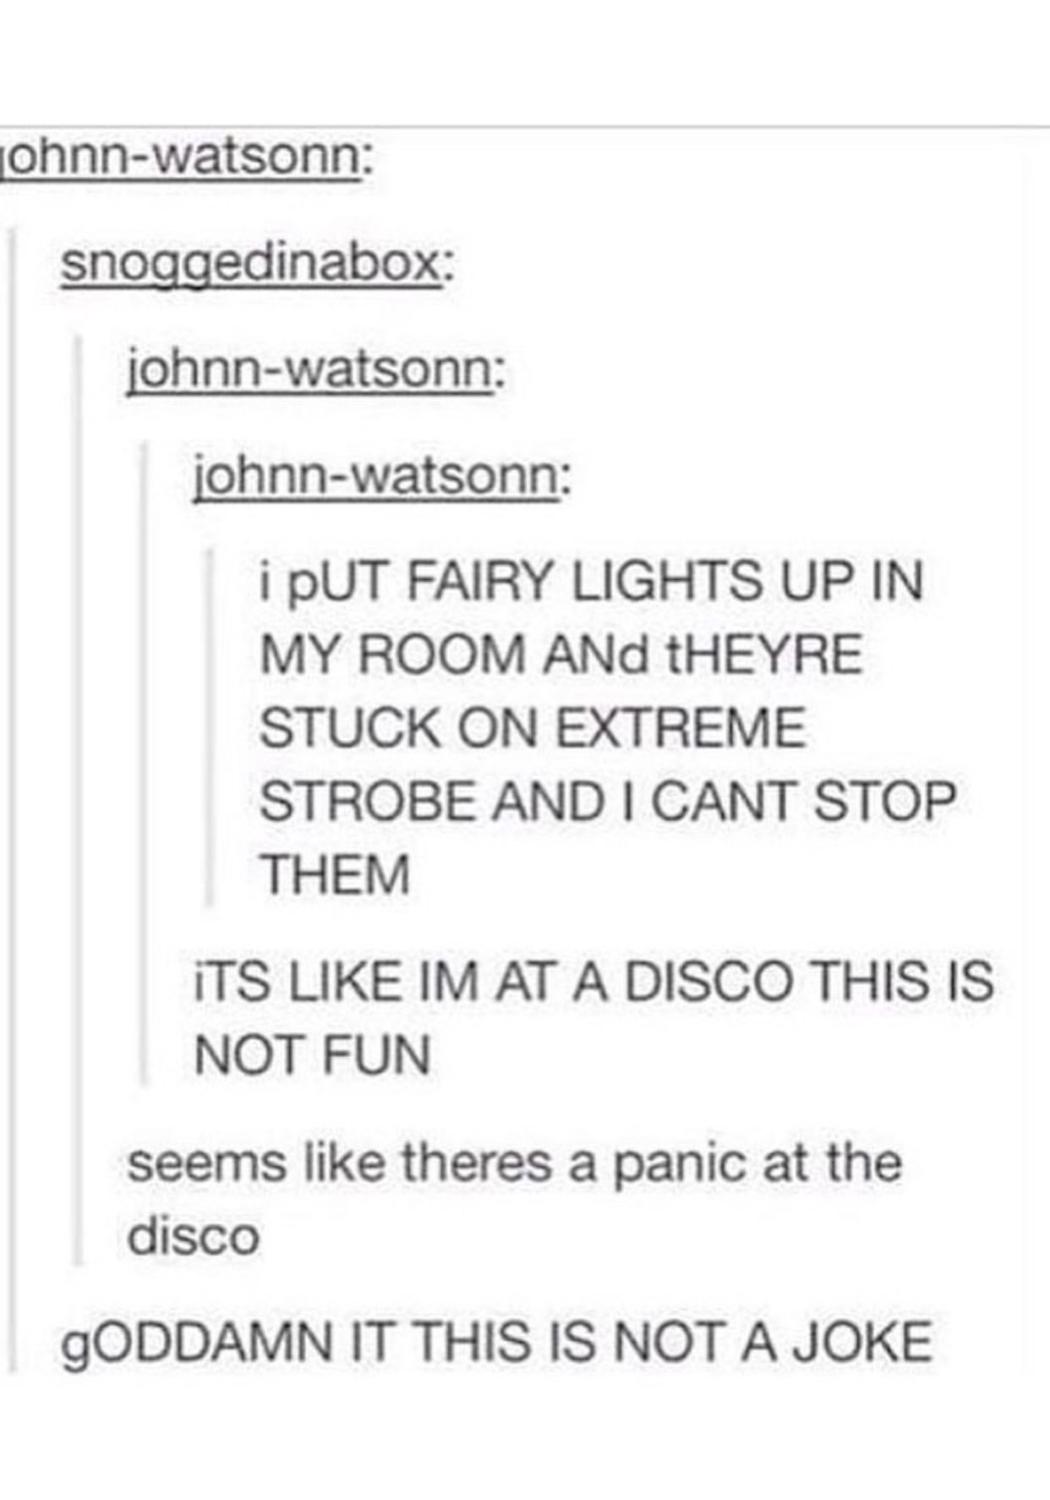 johnn-watsonn:
snoggedinabox:
johnn-watsonn:
johnn-watsonn:
i pUT FAIRY LIGHTS UP IN
MY ROOM ANd tHEYRE
STUCK ON EXTREME
STROBE AND I CANT STOP
THEM
iTS LIKE IM AT A DISCO THIS IS
NOT FUN
seems like theres a panic at the
disco
gODDAMN IT THIS IS NOT A JOKE